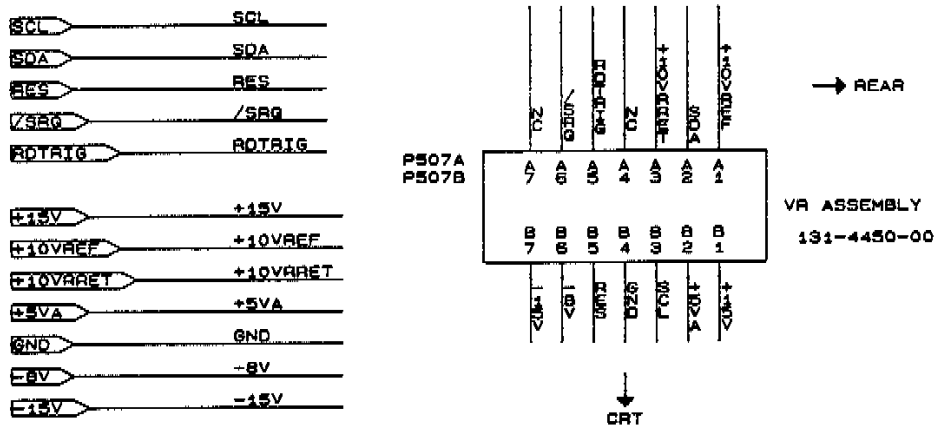 SCL SCL
SDA SDA
RES RES
/SRQ /SRQ
RDTRIG RDTRIG
+15V +15V
+10VREF +10VREF
+10VRRET +10VRRET
+5VA +5VA
GND GND
-8V -8V
-15V -15V
NC /SRQ RDTRIG NC +10VRRET SDA +10VREF
REAR
P507A A7 A6 A5 A4 A3 A2 A1
P507B
VR ASSEMBLY
131-4450-00
B7 B6 B5 B4 B3 B2 B1
-15V -8V RES GND SCL +5VA +15V
CRT